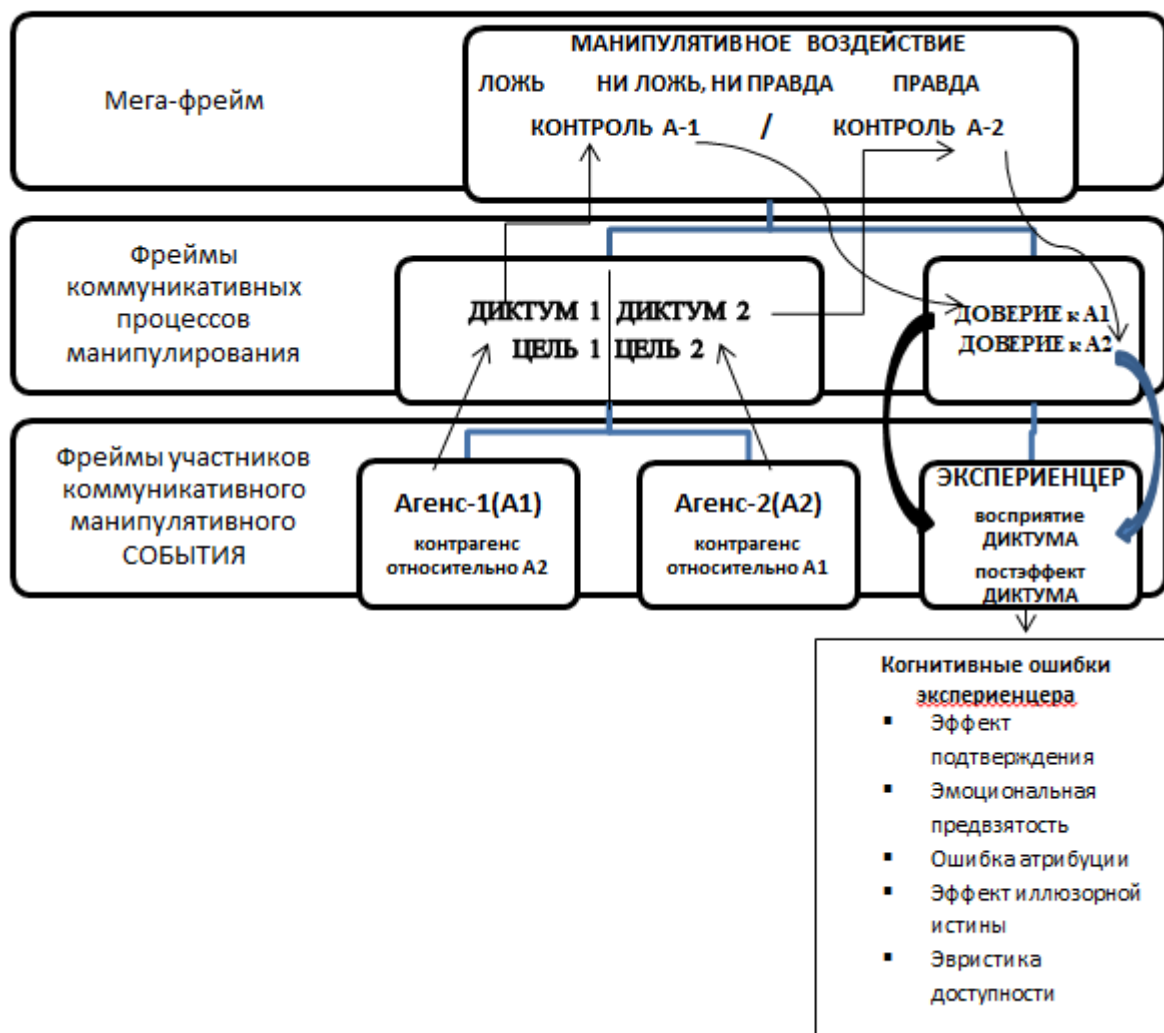 МАНИПУЛЯТИВНОЕ ВОЗДЕЙСТВИЕ
ЛОЖЬ НИ ЛОЖЬ, НИ ПРАВДА ПРАВДА
Мега-фрейм
КОНТРОЛЬ А-1 / КОНТРОЛЬ А-2
Фреймы
коммуникативных
процессов
манипулирования
ДИКТУМ 1 ДИКТУМ 2
ЦЕЛЬ 1 ЦЕЛЬ 2
ДОВЕРИЕ к А1
ДОВЕРИЕ к А2
Фреймы участников
коммуникативного
манипулятивного
СОБЫТИЯ
Агенс-1(А1)
контрагенс
относительно А2
Агенс-2(А2)
контрагенс
относительно А1
ЭКСПЕРИЕНЦЕР
восприятие
ДИКТУМА
постэффект
ДИКТУМА
Когнитивные ошибки
экспериенцера
▪ Эффект
подтверждения
▪ Эмоциональная
предвзятость
▪ Ошибка атрибуции
▪ Эффект иллюзорной
истины
▪ Эвристика
доступности